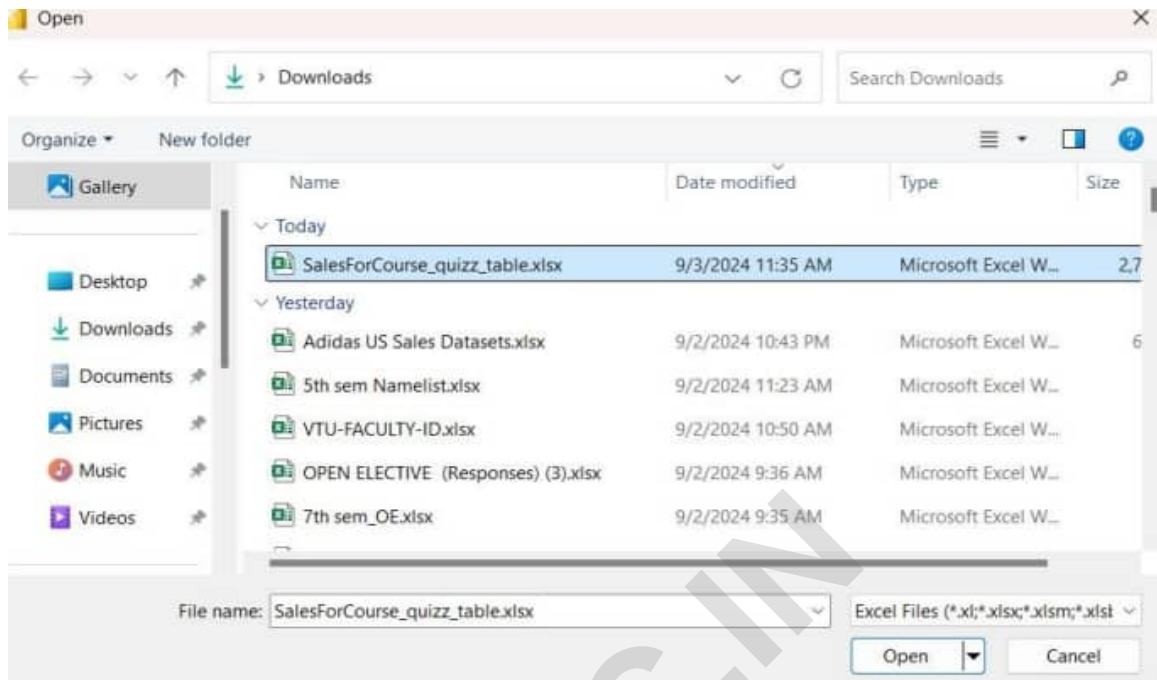 Open
Downloads
Search Downloads
Organize
New folder
Gallery
Name
Date modified
Type
Size
Today
SalesForCourse_quizz_table.xlsx 9/3/2024 11:35 AM Microsoft Excel W... 2,7
Desktop
Yesterday
Downloads
Adidas US Sales Datasets.xlsx 9/2/2024 10:43 PM Microsoft Excel W... 6
Documents
5th sem Namelist.xlsx 9/2/2024 11:23 AM Microsoft Excel W...
Pictures
VTU-FACULTY-ID.xlsx 9/2/2024 10:50 AM Microsoft Excel W...
Music
OPEN ELECTIVE (Responses) (3).xlsx 9/2/2024 9:36 AM Microsoft Excel W...
Videos
7th sem_OE.xlsx 9/2/2024 9:35 AM Microsoft Excel W...
File name: SalesForCourse_quizz_table.xlsx
Excel Files (*.xl;*.xlsx;*.xlsm;*.xlsb
Open
Cancel